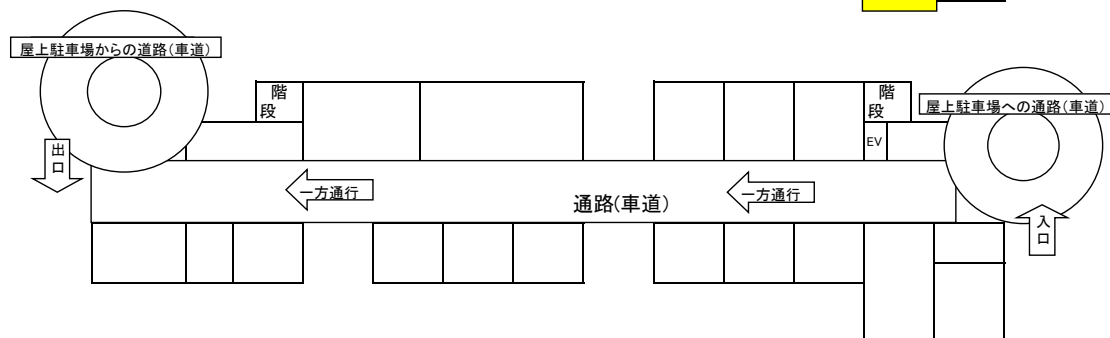 屋上駐車場からの道路(車道)
階
段
階
段
屋上駐車場への通路(車道)
EV
出
口
一方通行
通路(車道)
一方通行
入
口